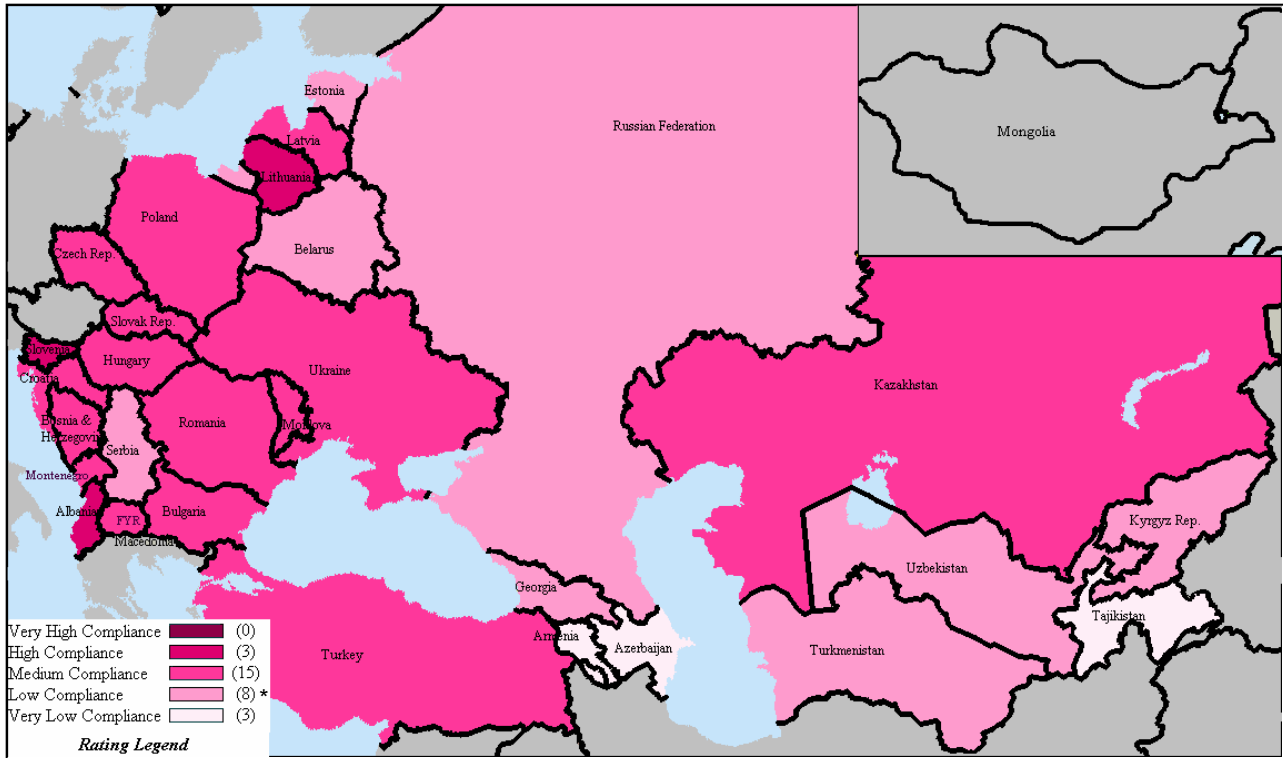 Estonia
Russian Federation
Latvia
Mongolia
Lithuania
Poland
Belarus
Czech Rep.
Slovak Rep.
Slovenia
Hungary
Ukraine
Croatia
Kazakhstan
Bosnia &
Herzegovina
Romania
Moldova
Serbia
Montenegro
Albania
FYR
Macedonia
Bulgaria
Kyrgyz Rep.
Uzbekistan
Georgia
Tajikistan
Armenia
Azerbaijan
Turkmenistan
Turkey
Very High Compliance (0)
High Compliance (3)
Medium Compliance (15)
Low Compliance (8) *
Very Low Compliance (3)
Rating Legend